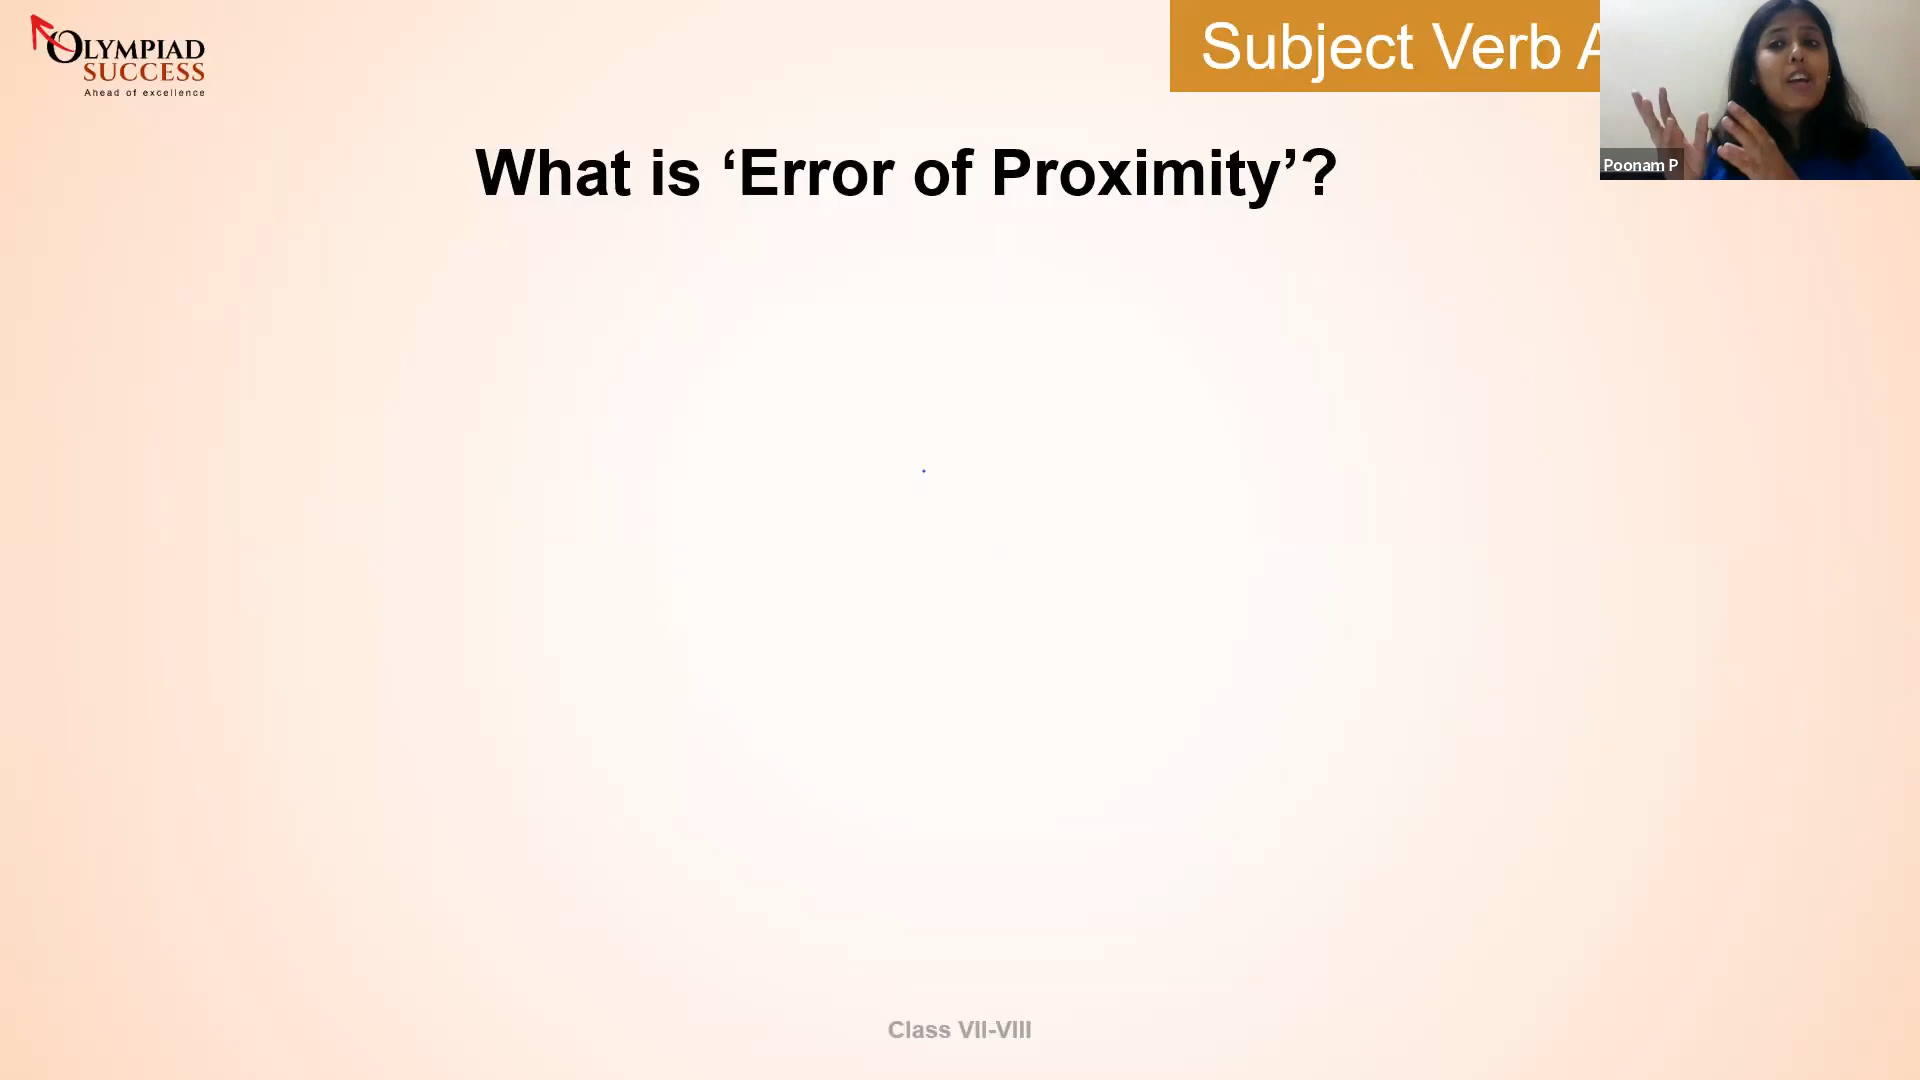 OLYMPIAD
SUCCESS
Ahead of excellence
Subject Verb A
Poonam P
What is ‘Error of Proximity’?
Class VII-VIII